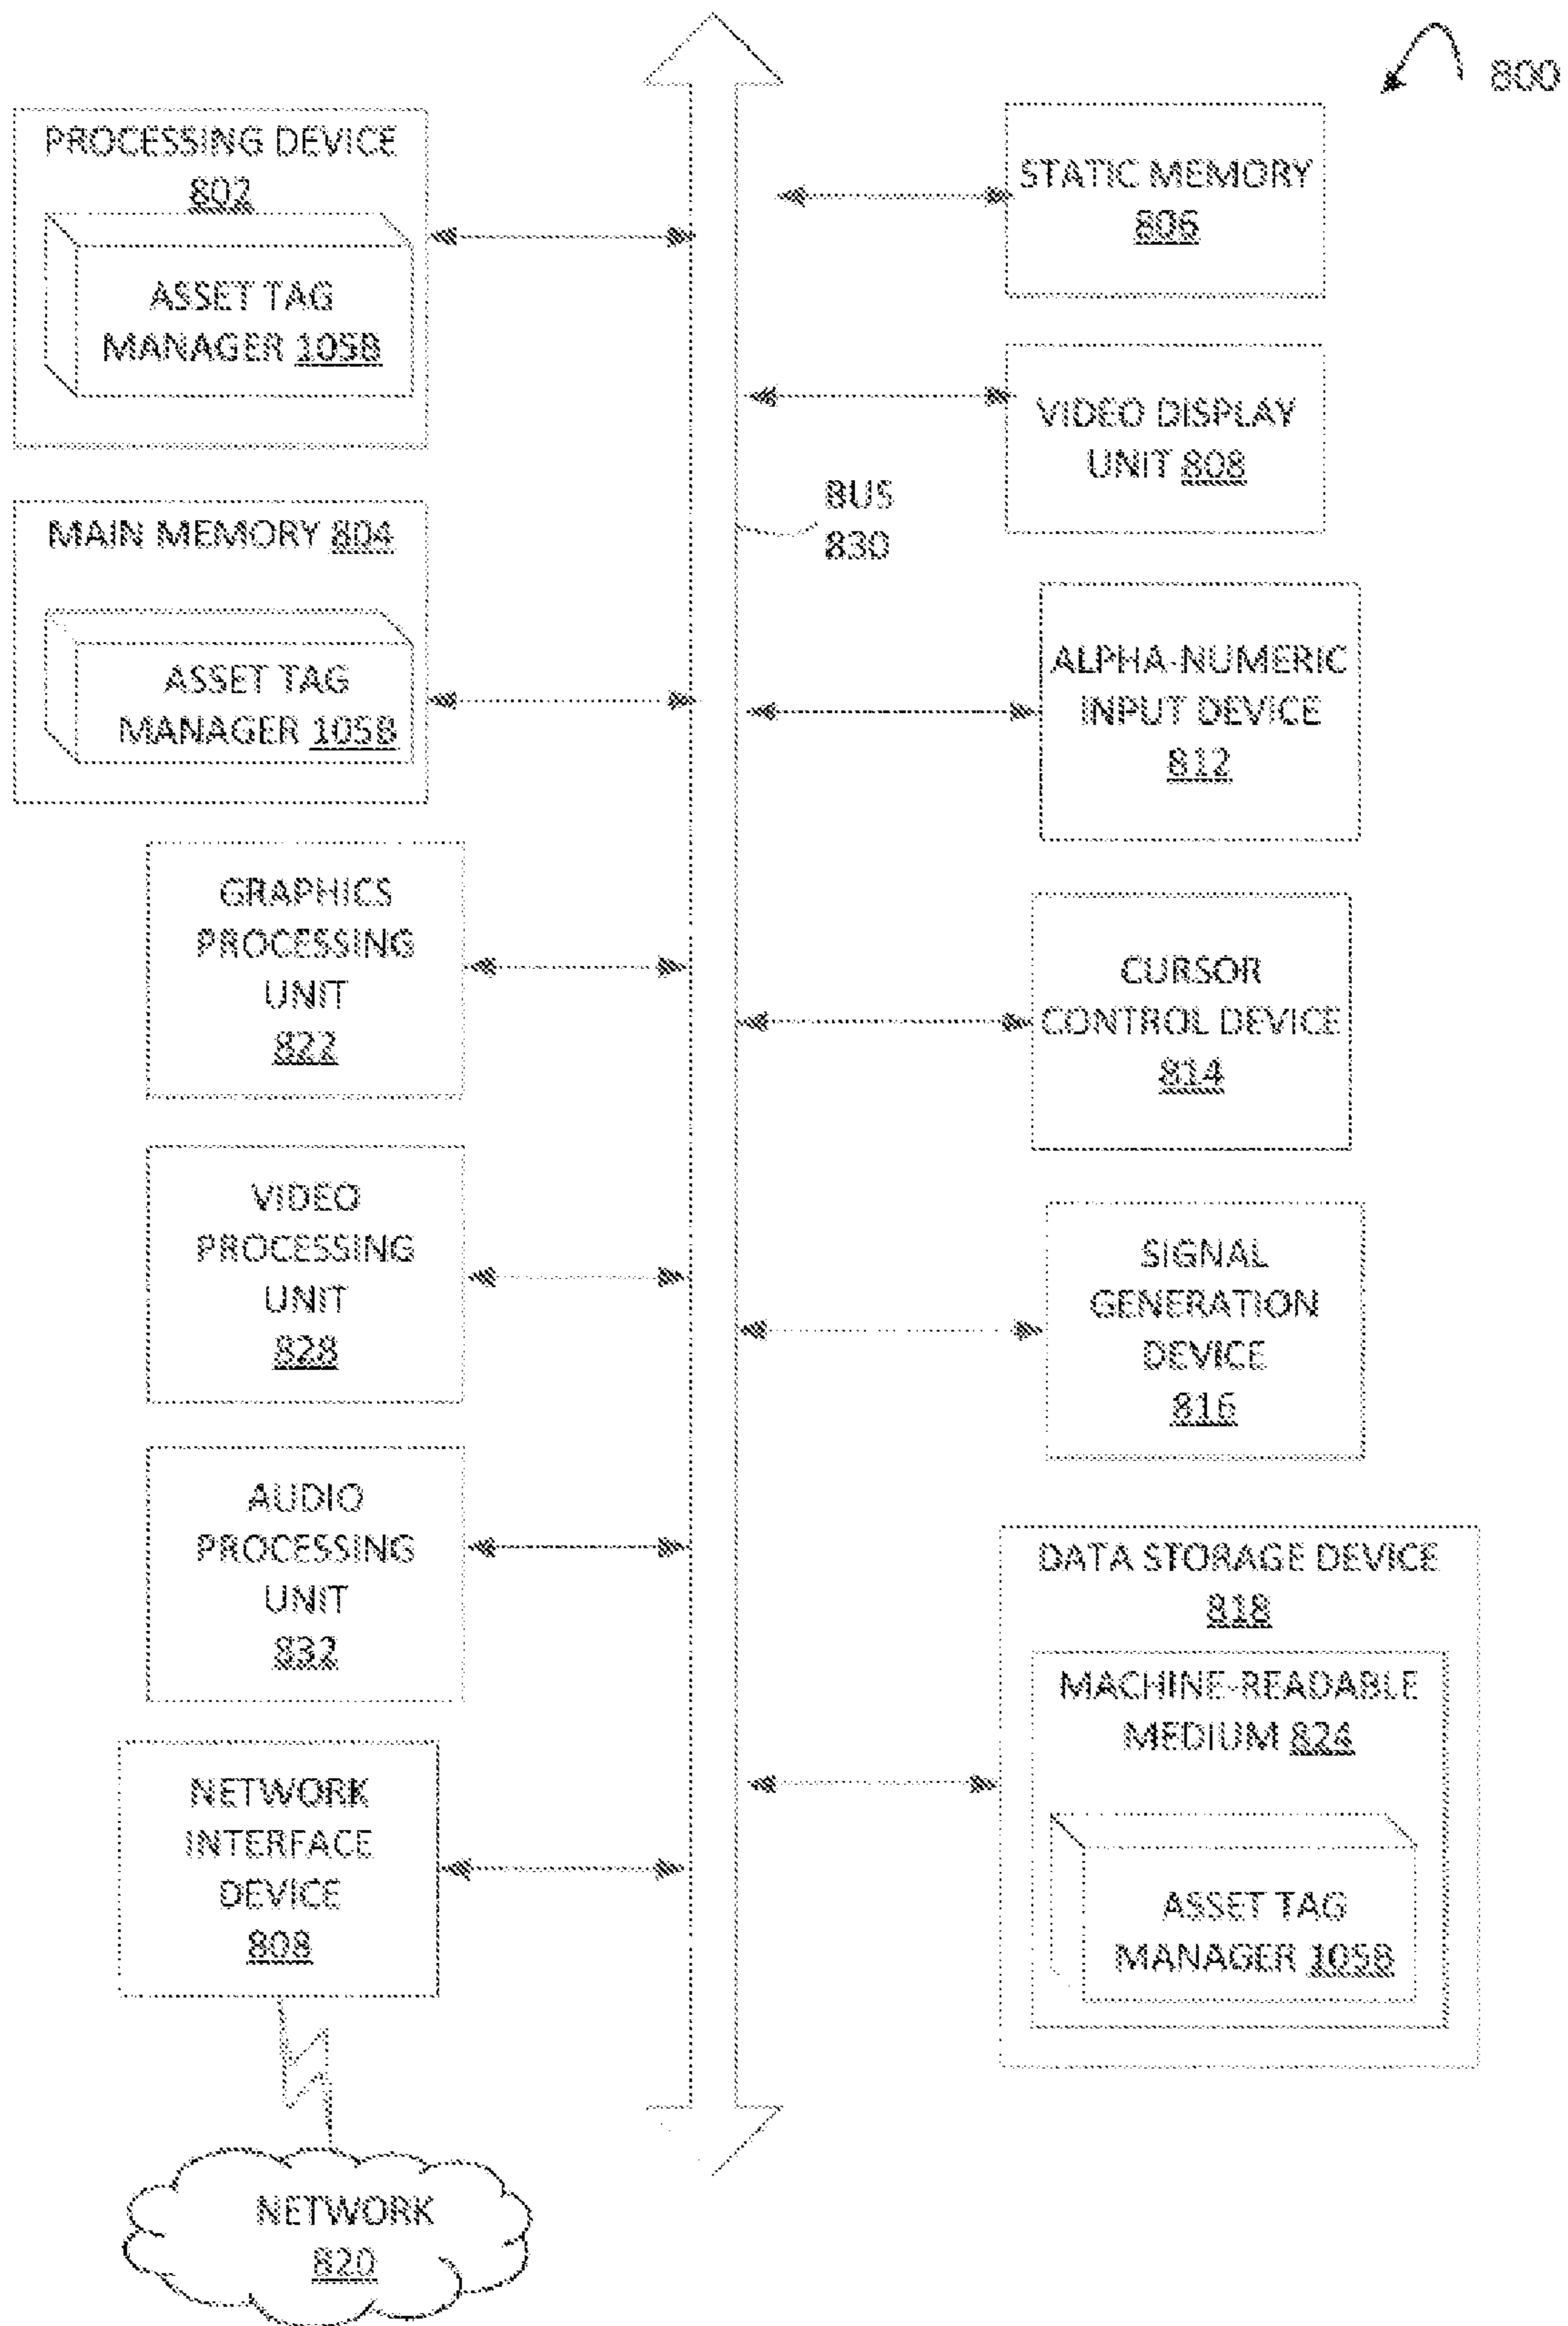 800
PROCESSING DEVICE
802
ASSET TAG
MANAGER 105B
MAIN MEMORY 804
ASSET TAG
MANAGER 105B
GRAPHICS
PROCESSING
UNIT
822
VIDEO
PROCESSING
UNIT
828
AUDIO
PROCESSING
UNIT
832
NETWORK
INTERFACE
DEVICE
808
NETWORK
820
BUS
830
STATIC MEMORY
806
VIDEO DISPLAY
UNIT 808
ALPHA-NUMERIC
INPUT DEVICE
812
CURSOR
CONTROL DEVICE
814
SIGNAL
GENERATION
DEVICE
816
DATA STORAGE DEVICE
818
MACHINE-READABLE
MEDIUM 824
ASSET TAG
MANAGER 105B